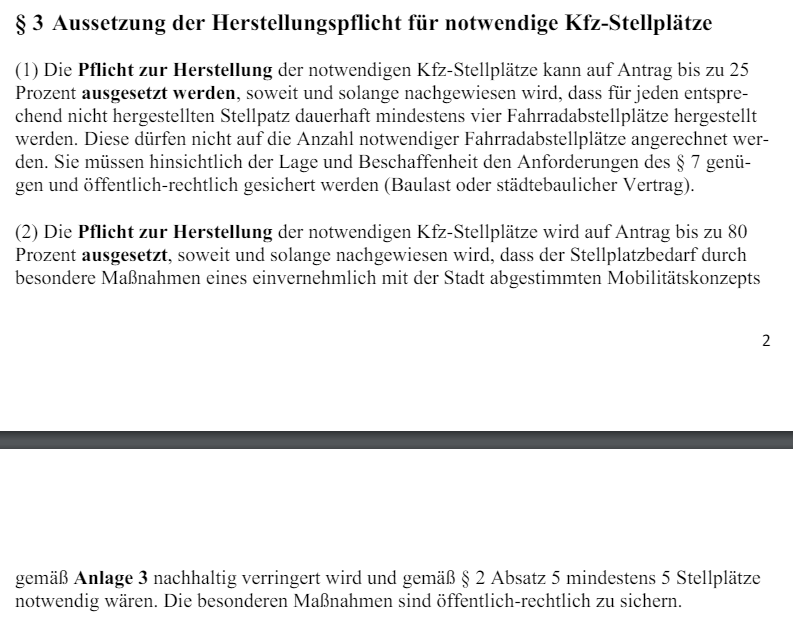 § 3 Aussetzung der Herstellungspflicht für notwendige Kfz-Stellplätze
(1) Die Pflicht zur Herstellung der notwendigen Kfz-Stellplätze kann auf Antrag bis zu 25
Prozent ausgesetzt werden, soweit und solange nachgewiesen wird, dass für jeden entspre-
chend nicht hergestellten Stellpatz dauerhaft mindestens vier Fahrradabstellplätze hergestellt
werden. Diese dürfen nicht auf die Anzahl notwendiger Fahrradabstellplätze angerechnet wer-
den. Sie müssen hinsichtlich der Lage und Beschaffenheit den Anforderungen des § 7 genü-
gen und öffentlich-rechtlich gesichert werden (Baulast oder städtebaulicher Vertrag).
(2) Die Pflicht zur Herstellung der notwendigen Kfz-Stellplätze wird auf Antrag bis zu 80
Prozent ausgesetzt, soweit und solange nachgewiesen wird, dass der Stellplatzbedarf durch
besondere Maßnahmen eines einvernehmlich mit der Stadt abgestimmten Mobilitätskonzepts
2
gemäß Anlage 3 nachhaltig verringert wird und gemäß § 2 Absatz 5 mindestens 5 Stellplätze
notwendig wären. Die besonderen Maßnahmen sind öffentlich-rechtlich zu sichern.